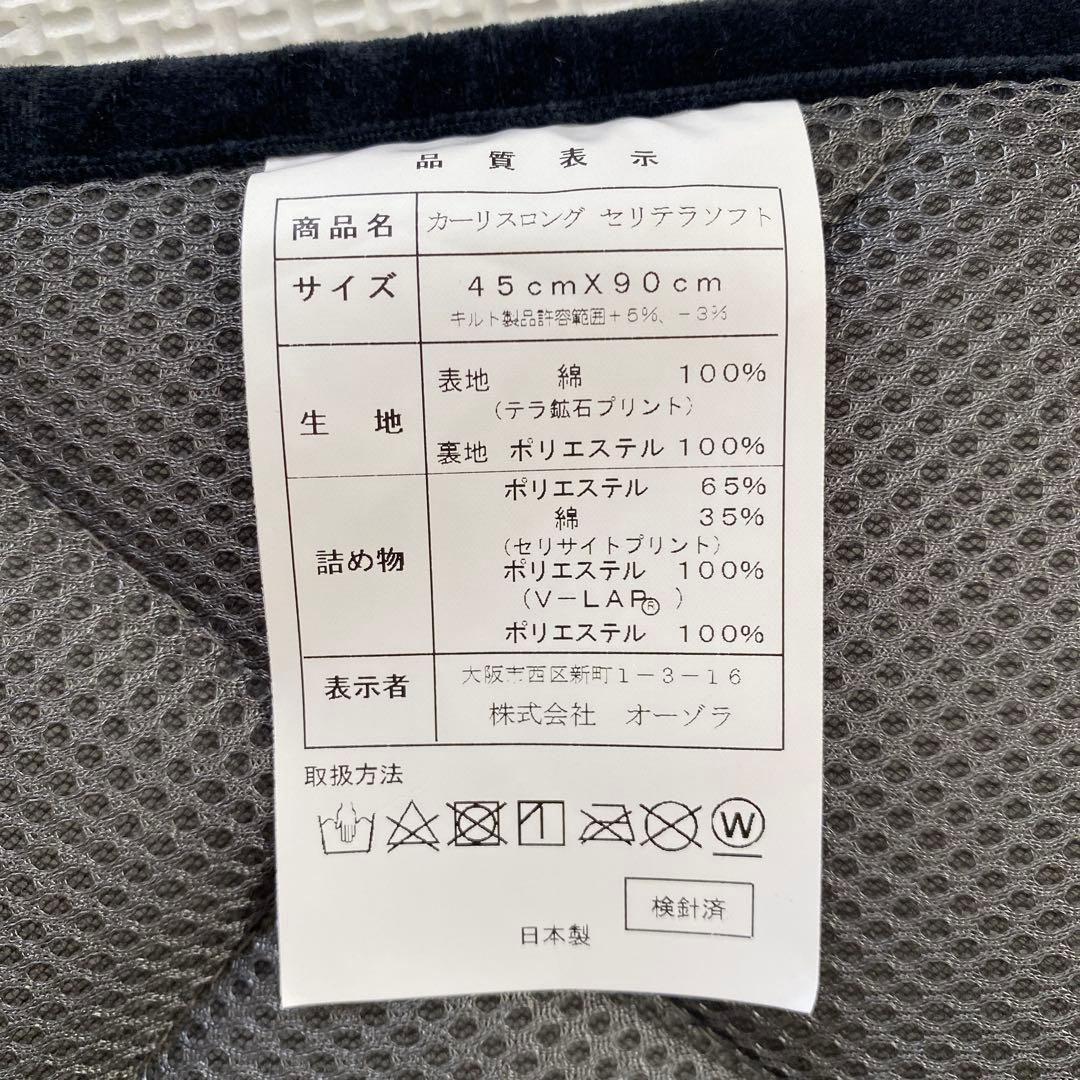 品質表示
商品名 カーリスロング セリテラソフト
サイズ 45cmX90cm
キルト製品許容範囲+5%、-3%
生地 表地 綿 100%
(テラ鉱石プリント)
裏地 ポリエステル 100%
詰め物 ポリエステル 65%
綿 35%
(セリサイトプリント)
ポリエステル 100%
(V-LAP® )
ポリエステル 100%
表示者 大阪市西区新町1-3-16
株式会社 オーゾラ
取扱方法
W
検針済
日本製